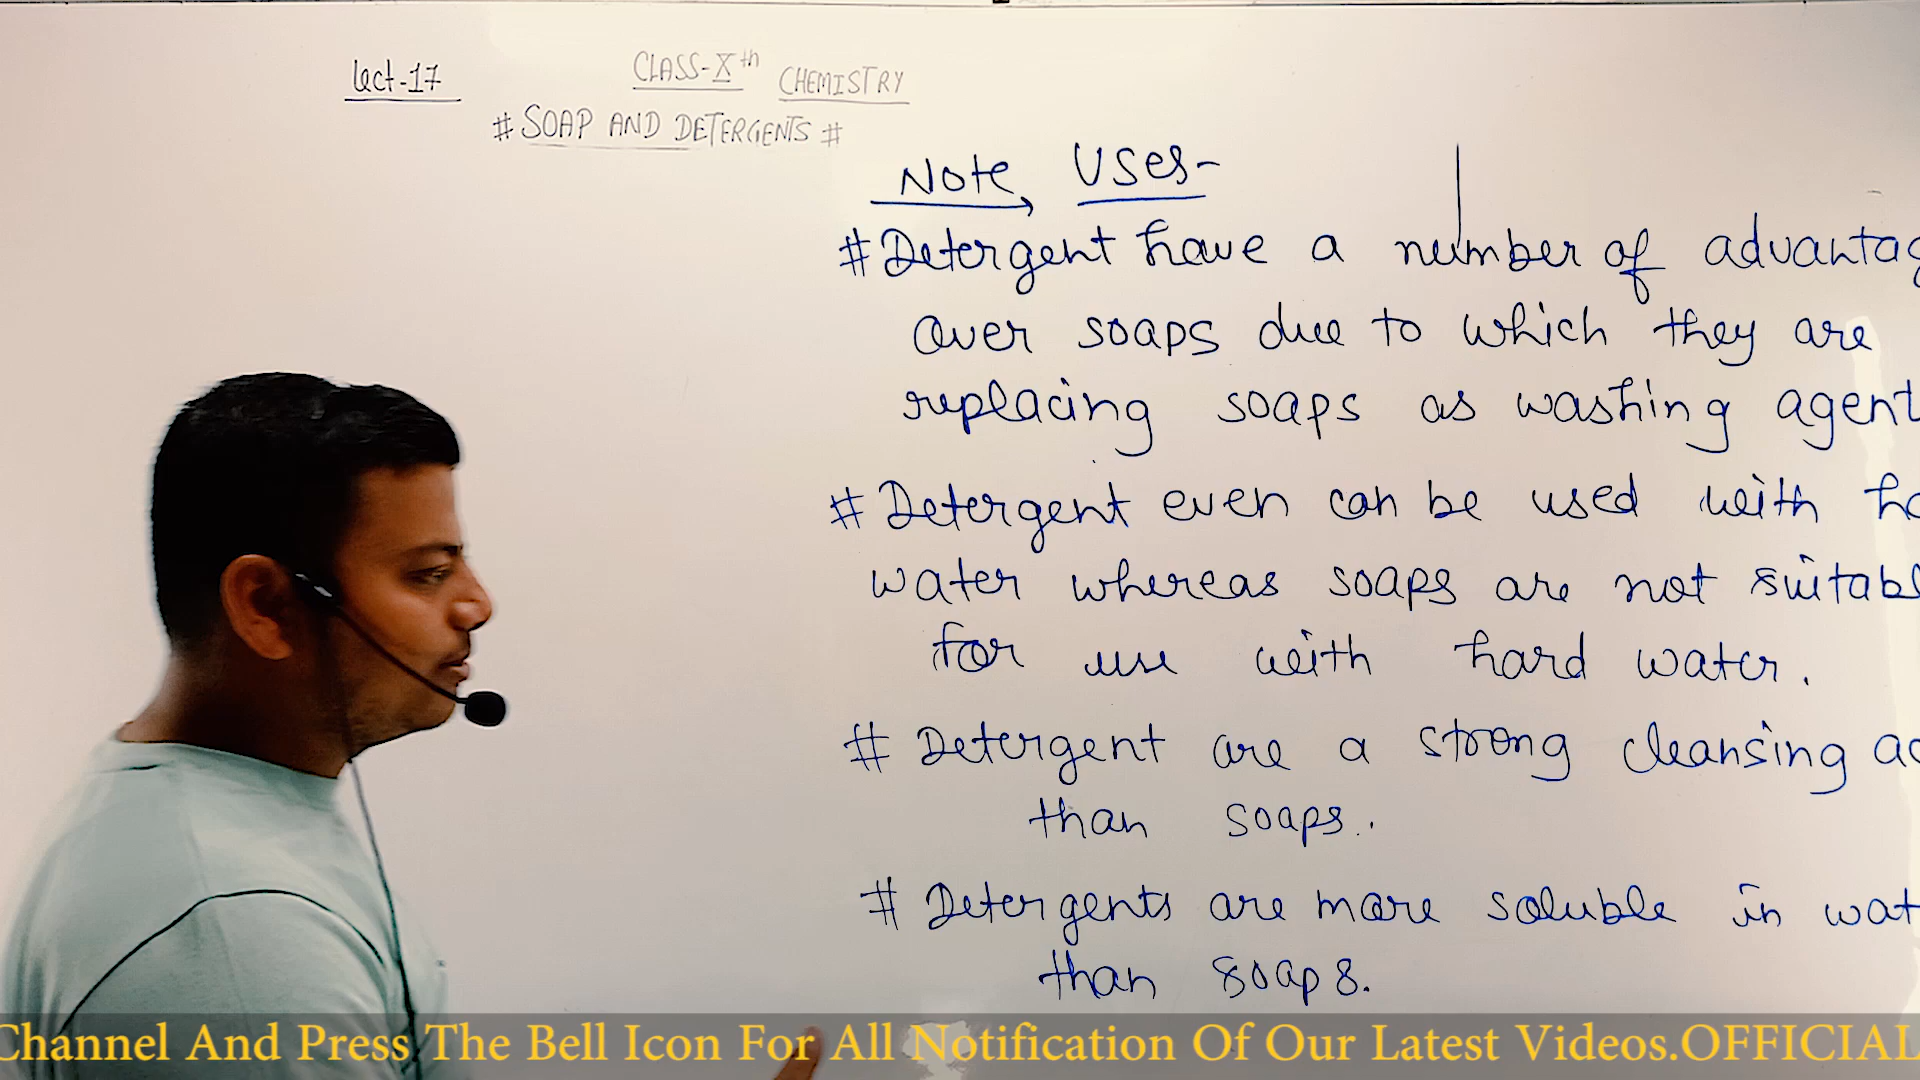 Lect-17
CLASS-Xth CHEMISTRY
# SOAP AND DETERGENTS #
Note Uses-
# Detergent have a number of advantag
over soaps due to which they are
replacing soaps as washing agent
# Detergent even can be used with ha
water whereas soaps are not suitabl
for use with hard water.
# Detergent are a strong cleansing ac
than soaps.
# Detergents are more soluble in wat
than soaps.
Channel And Press The Bell Icon For All Notification Of Our Latest Videos.OFFICIAL